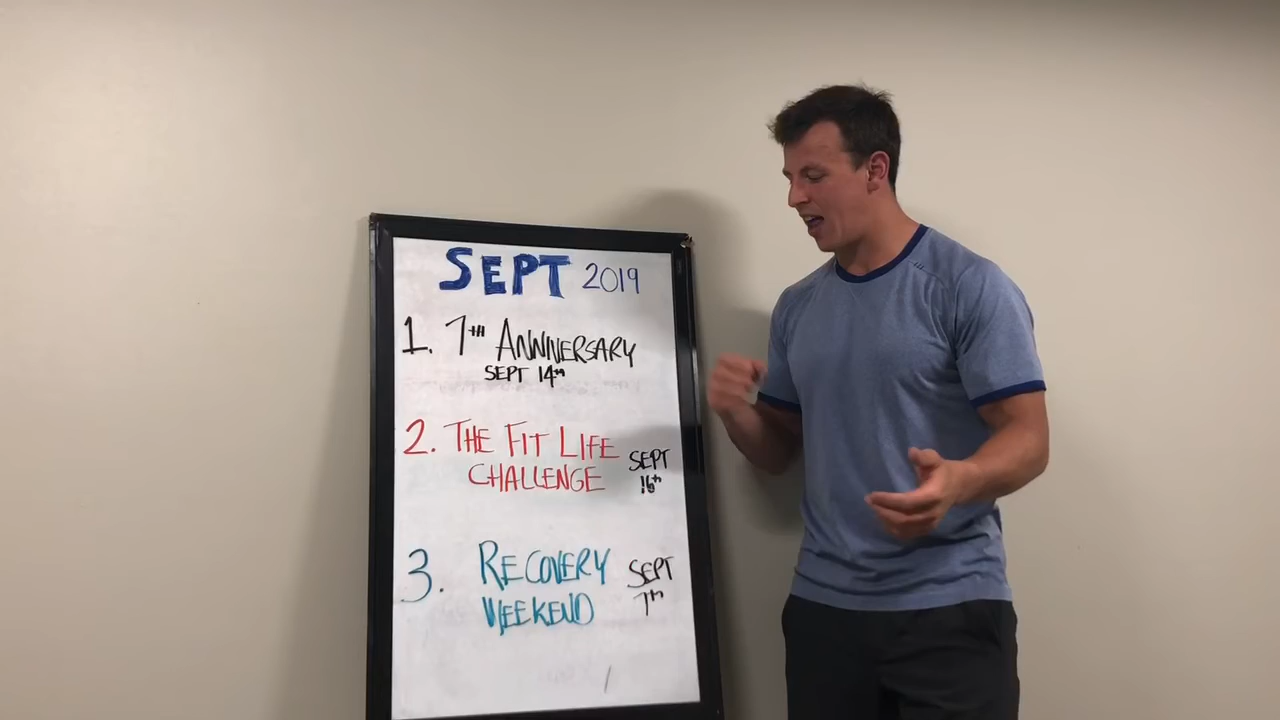 SEPT 2019
1. 7TH ANNIVERSARY
SEPT 14TH
2. THE FIT LIFE
CHALLENGE
SEPT
16th
3. RECOVERY
WEEKEND
SEPT
7th